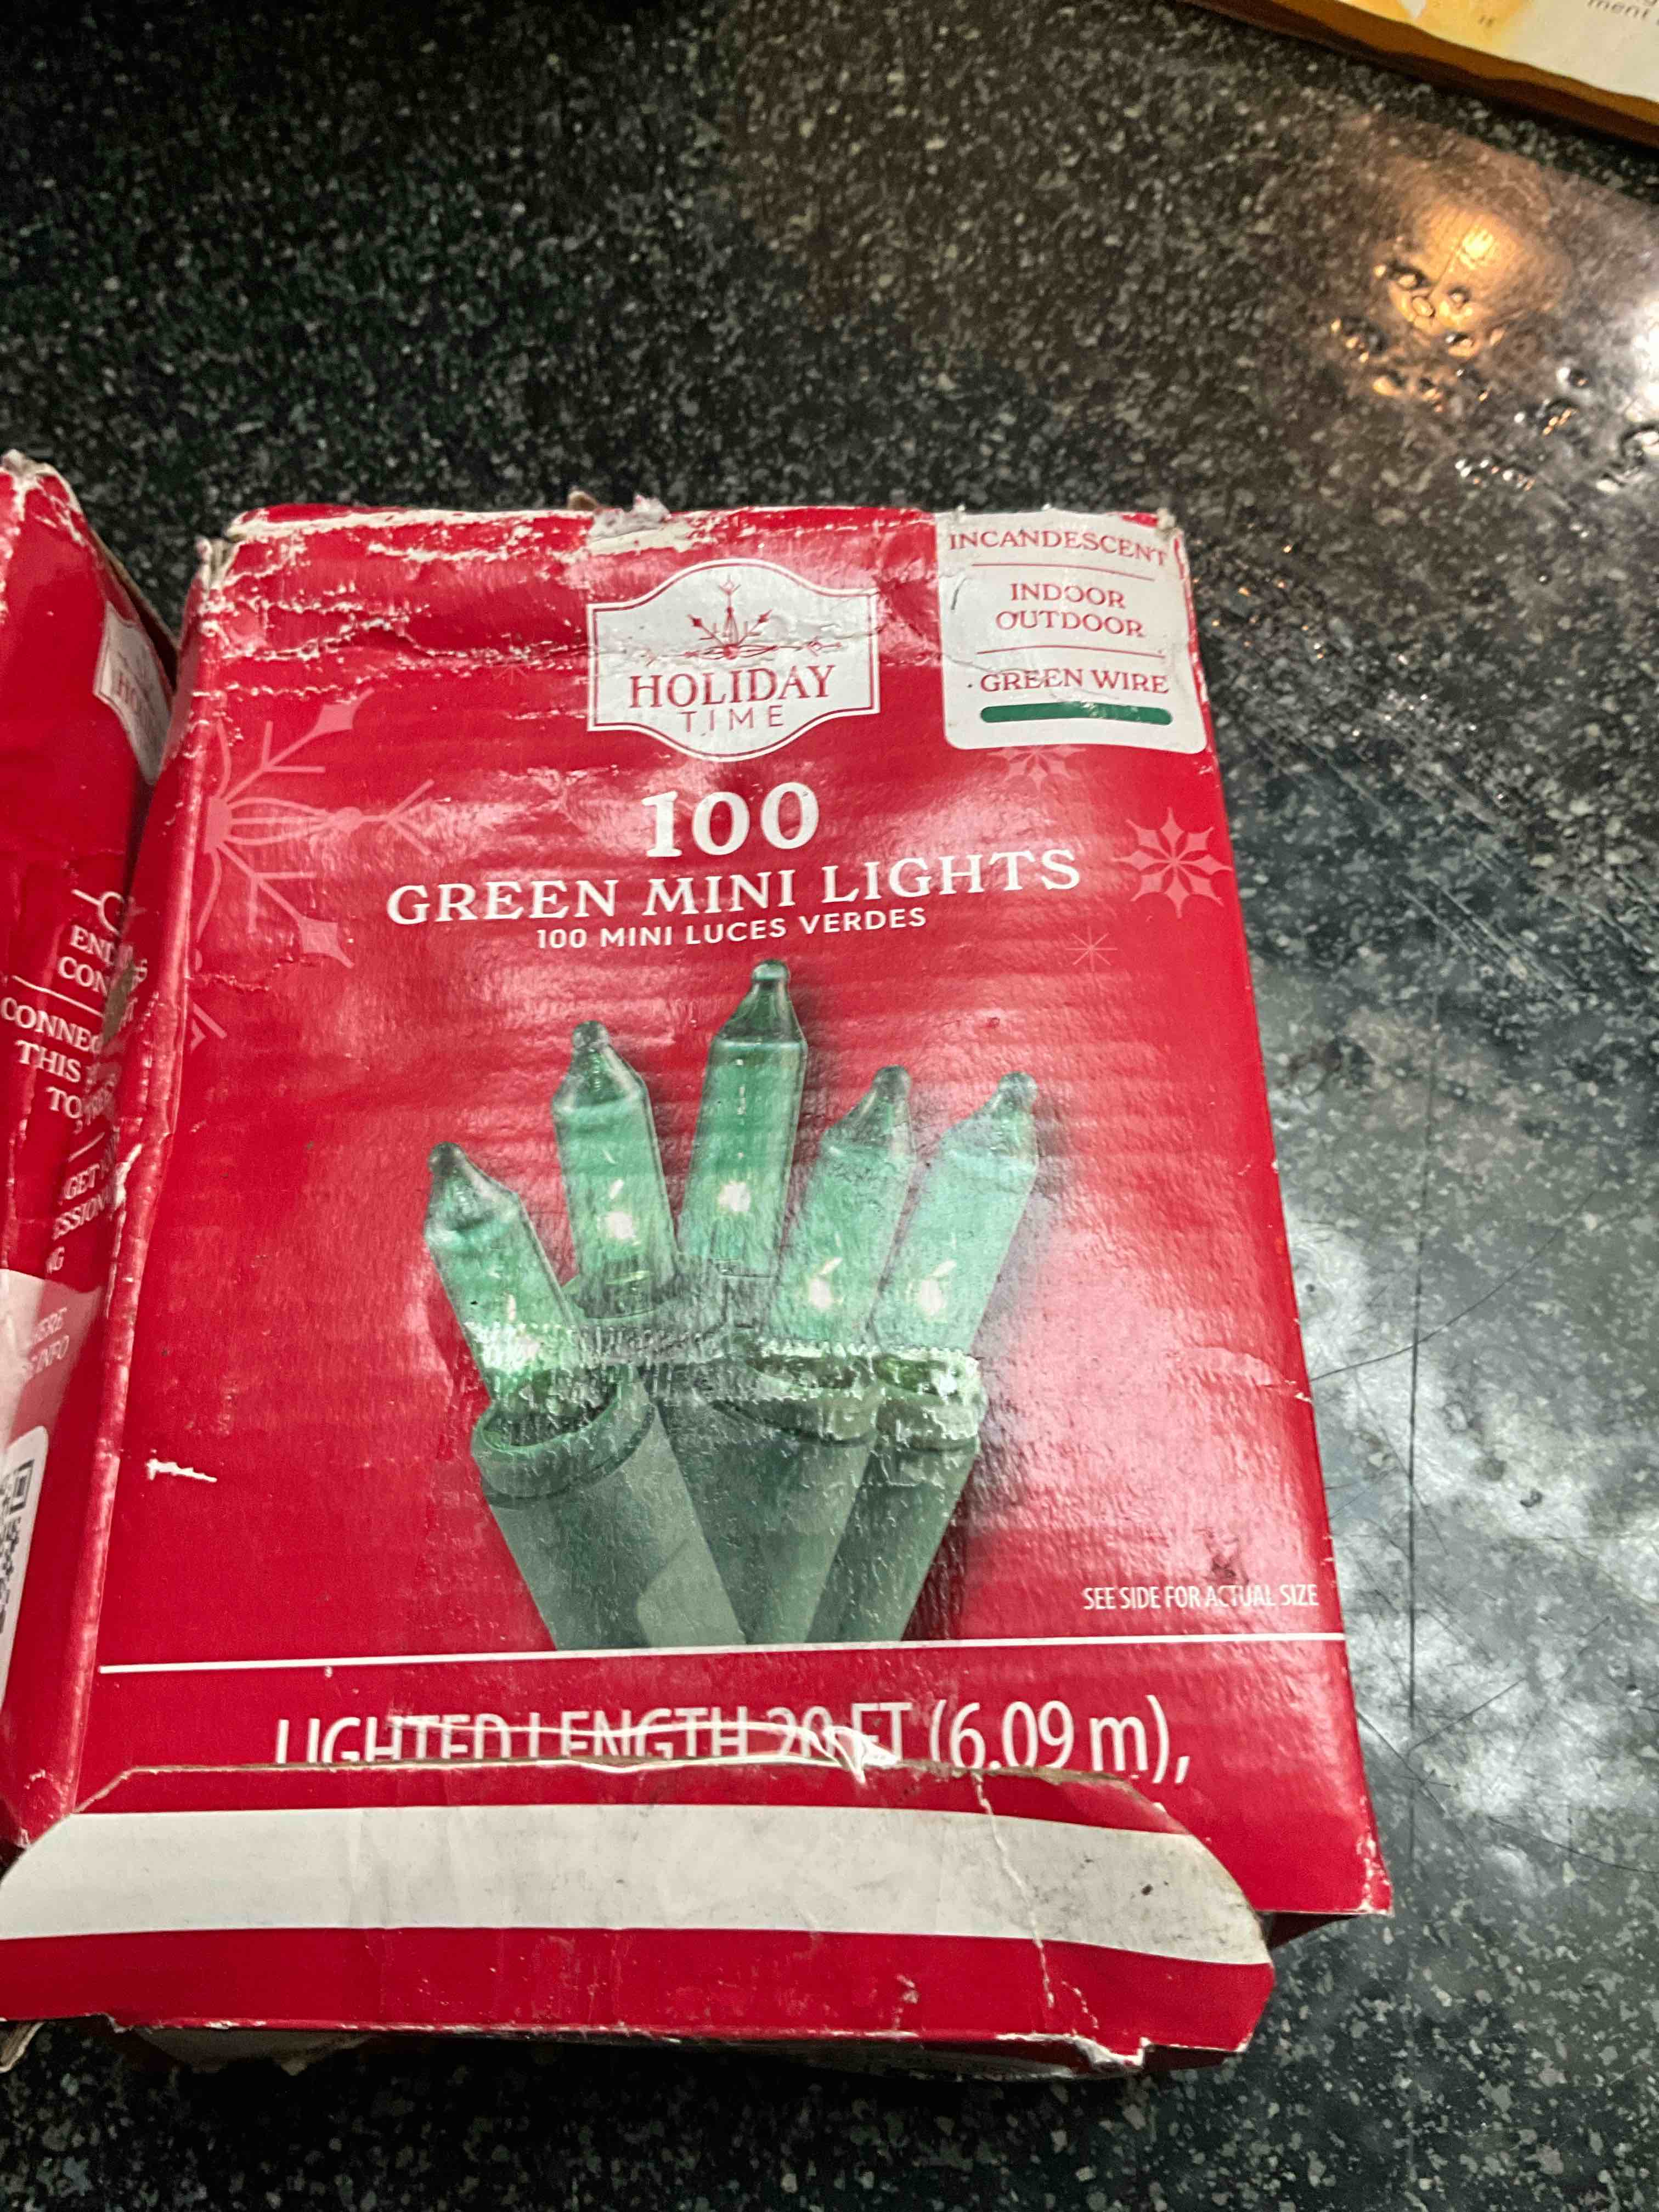 HOLIDAY
TIME
INCANDESCENT
INDOOR
OUTDOOR
GREEN WIRE
100
GREEN MINI LIGHTS
100 MINI LUCES VERDES
SEE SIDE FOR ACTUAL SIZE
LIGHTED LENGTH 20 FT (6.09 m),
THIS